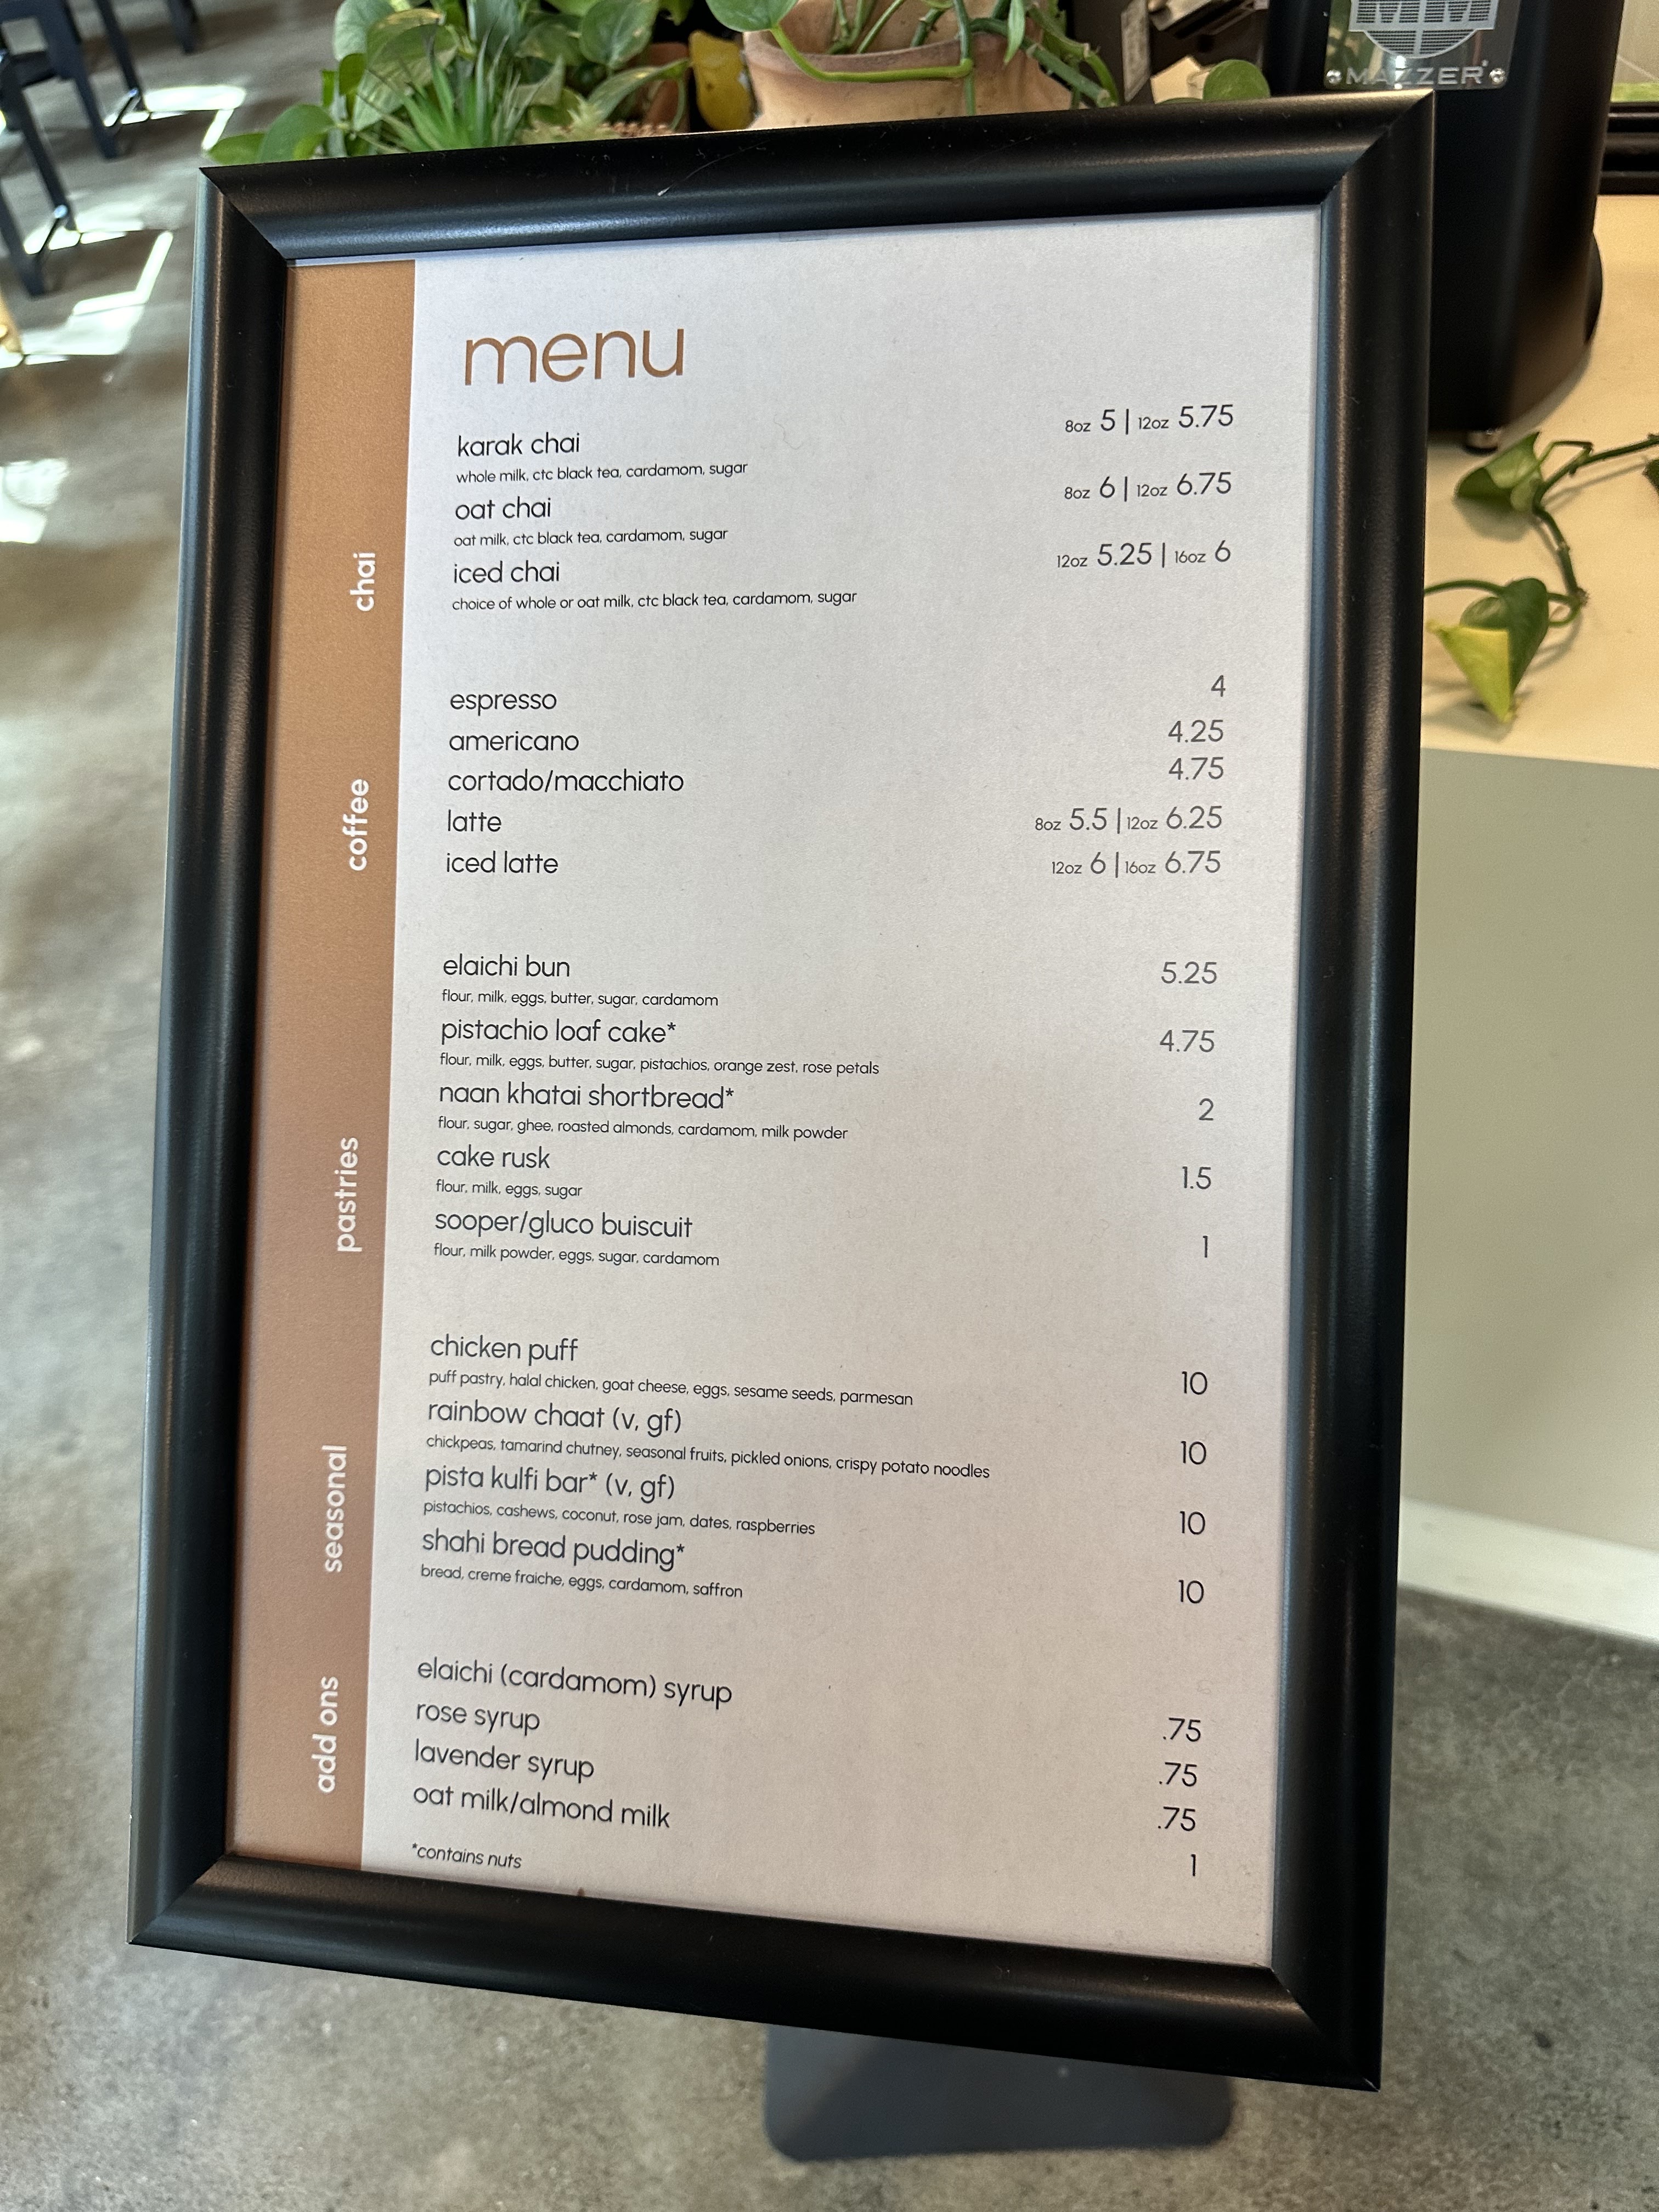 MAZZER
menu
chai
karak chai 8oz 5 | 12oz 5.75
whole milk, ctc black tea, cardamom, sugar
oat chai 8oz 6 | 12oz 6.75
oat milk, ctc black tea, cardamom, sugar
iced chai 12oz 5.25 | 16oz 6
choice of whole or oat milk, ctc black tea, cardamom, sugar
coffee
espresso 4
americano 4.25
cortado/macchiato 4.75
latte 8oz 5.5 | 12oz 6.25
iced latte 12oz 6 | 16oz 6.75
pastries
elaichi bun 5.25
flour, milk, eggs, butter, sugar, cardamom
pistachio loaf cake* 4.75
flour, milk, eggs, butter, sugar, pistachios, orange zest, rose petals
naan khatai shortbread* 2
flour, sugar, ghee, roasted almonds, cardamom, milk powder
cake rusk 1.5
flour, milk, eggs, sugar
sooper/gluco buiscuit 1
flour, milk powder, eggs, sugar, cardamom
seasonal
chicken puff 10
puff pastry, halal chicken, goat cheese, eggs, sesame seeds, parmesan
rainbow chaat (v, gf) 10
chickpeas, tamarind chutney, seasonal fruits, pickled onions, crispy potato noodles
pista kulfi bar* (v, gf) 10
pistachios, cashews, coconut, rose jam, dates, raspberries
shahi bread pudding* 10
bread, creme fraiche, eggs, cardamom, saffron
add ons
elaichi (cardamom) syrup .75
rose syrup .75
lavender syrup .75
oat milk/almond milk 1
*contains nuts